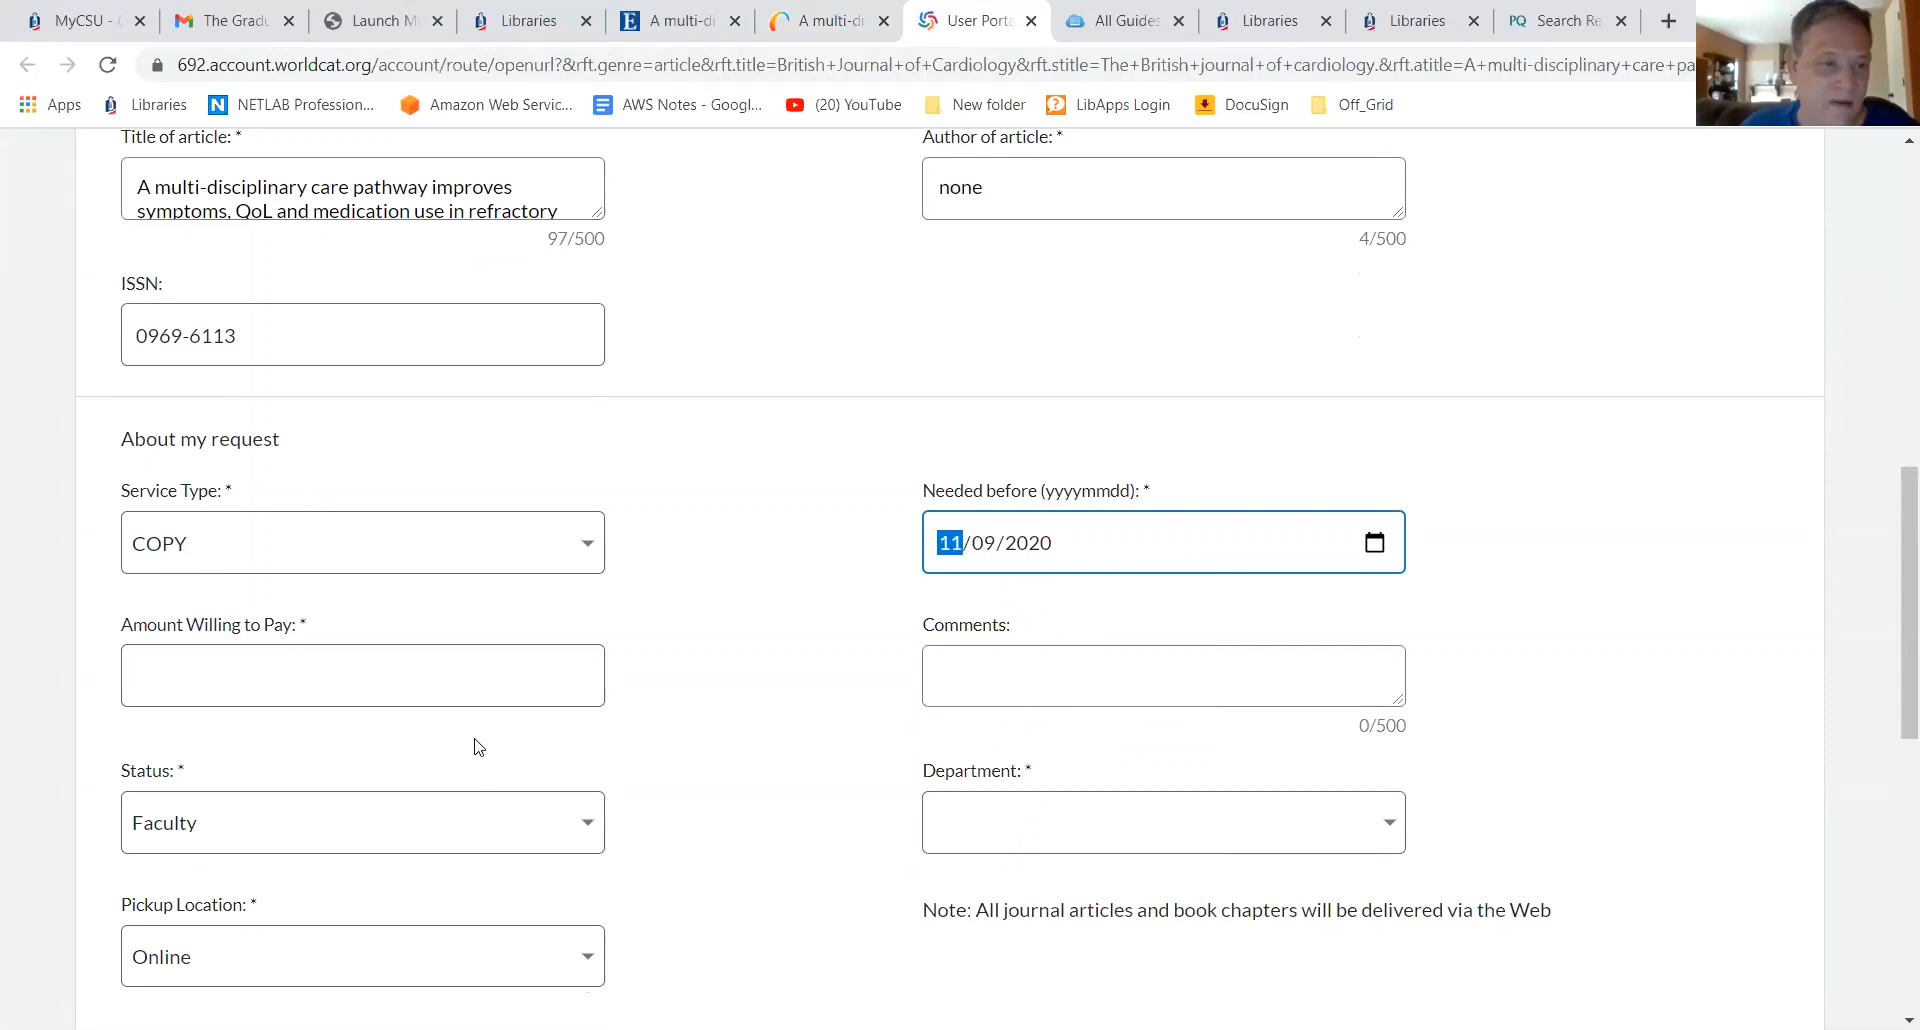 MyCSU -
The Gradu
Launch M
Libraries
E
A multi-di
A multi-di
User Porta
All Guides
Libraries
Libraries
PQ
Search Re
692.account.worldcat.org/account/route/openurl?&rft.genre=article&rft.title=British+Journal+of+Cardiology&rft.stitle=The+British+journal+of+cardiology.&rft.atitle=A+multi-disciplinary+care+pa
Apps
Libraries
N
NETLAB Profession...
Amazon Web Servic...
AWS Notes - Googl...
(20) YouTube
New folder
LibApps Login
DocuSign
Off_Grid
Title of article: *
Author of article: *
A multi-disciplinary care pathway improves
symptoms, QoL and medication use in refractory
none
97/500
4/500
ISSN:
0969-6113
About my request
Service Type: *
Needed before (yyyymmdd): *
COPY
11/09/2020
Amount Willing to Pay: *
Comments:
0/500
Status: *
Department: *
Faculty
Pickup Location: *
Note: All journal articles and book chapters will be delivered via the Web
Online